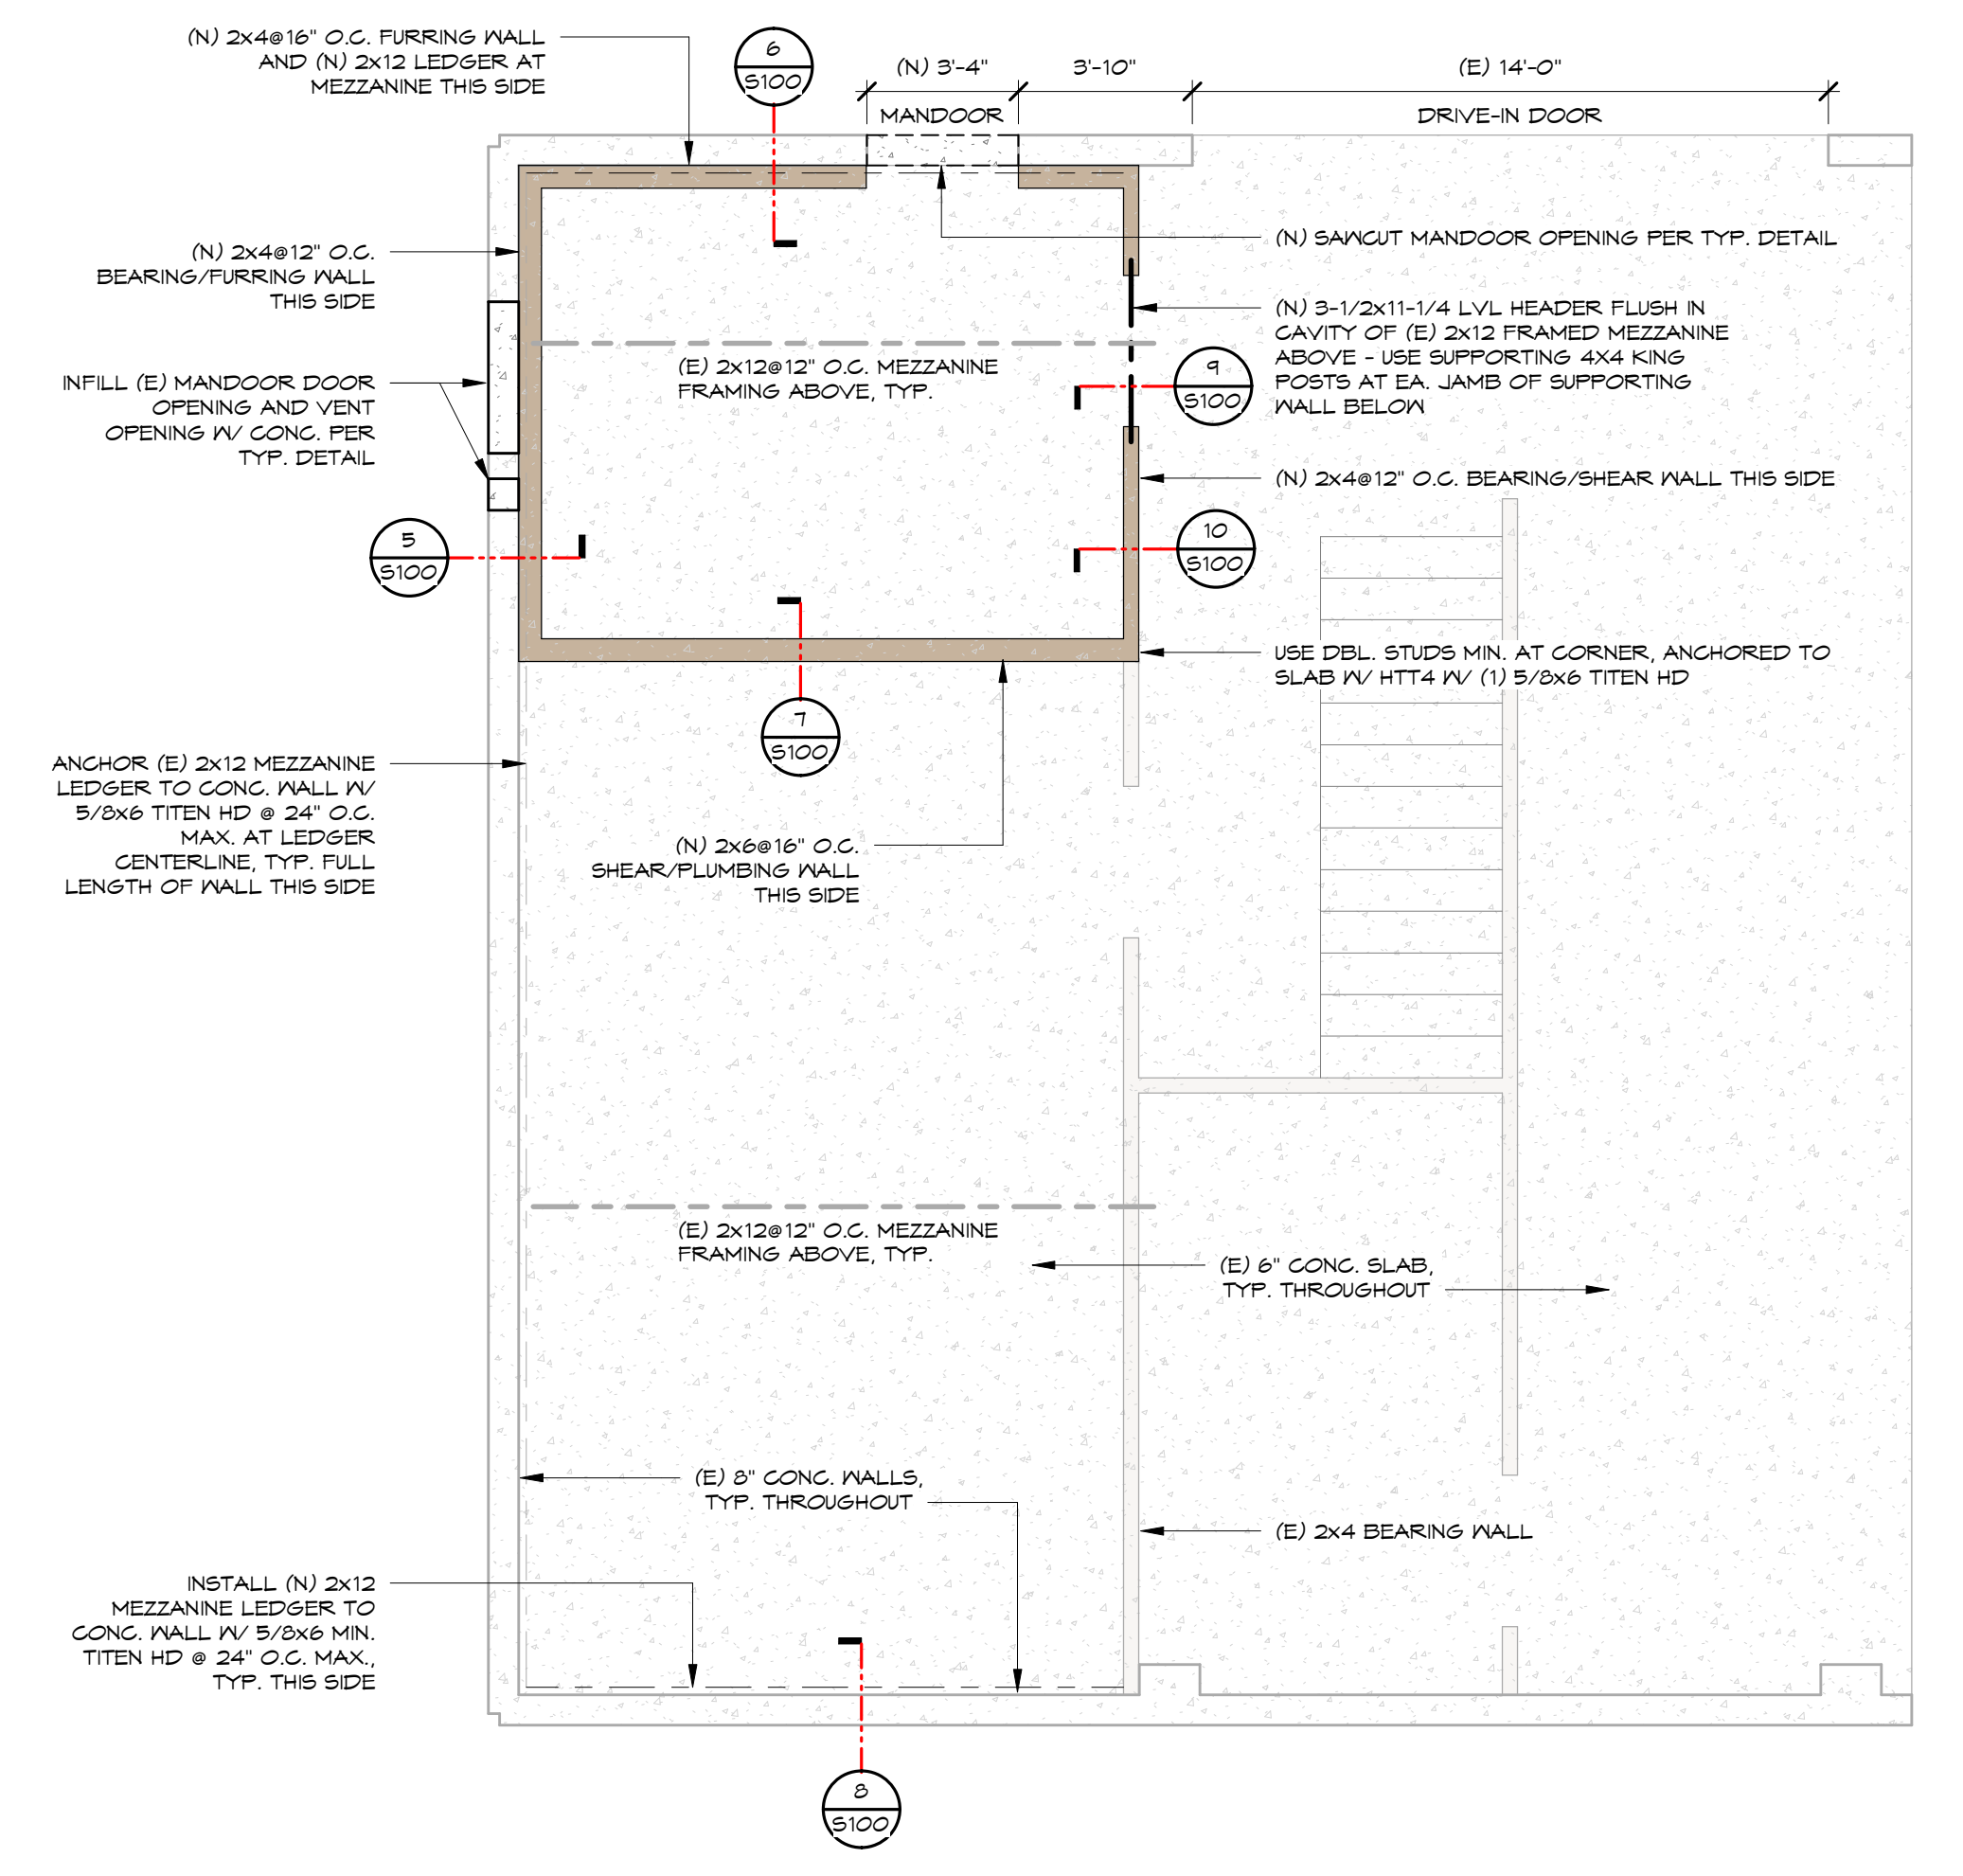 (N) 2x4@16" O.C. FURRING WALL
AND (N) 2x12 LEDGER AT
MEZZANINE THIS SIDE
6
S100
(N) 3'-4"
3'-10"
(E) 14'-0"
MANDOOR
DRIVE-IN DOOR
(N) 2x4@12" O.C.
BEARING/FURRING WALL
THIS SIDE
(N) SAWCUT MANDOOR OPENING PER TYP. DETAIL
(N) 3-1/2x11-1/4 LVL HEADER FLUSH IN
CAVITY OF (E) 2x12 FRAMED MEZZANINE
ABOVE - USE SUPPORTING 4X4 KING
POSTS AT EA. JAMB OF SUPPORTING
WALL BELOW
(E) 2x12@12" O.C. MEZZANINE
FRAMING ABOVE, TYP.
9
S100
INFILL (E) MANDOOR DOOR
OPENING AND VENT
OPENING W/ CONC. PER
TYP. DETAIL
(N) 2x4@12" O.C. BEARING/SHEAR WALL THIS SIDE
5
S100
10
S100
USE DBL. STUDS MIN. AT CORNER, ANCHORED TO
SLAB W/ HTT4 W/ (1) 5/8x6 TITEN HD
7
S100
ANCHOR (E) 2x12 MEZZANINE
LEDGER TO CONC. WALL W/
5/8x6 TITEN HD @ 24" O.C.
MAX. AT LEDGER
CENTERLINE, TYP. FULL
LENGTH OF WALL THIS SIDE
(N) 2x6@16" O.C.
SHEAR/PLUMBING WALL
THIS SIDE
(E) 2x12@12" O.C. MEZZANINE
FRAMING ABOVE, TYP.
(E) 6" CONC. SLAB,
TYP. THROUGHOUT
(E) 8" CONC. WALLS,
TYP. THROUGHOUT
(E) 2x4 BEARING WALL
INSTALL (N) 2x12
MEZZANINE LEDGER TO
CONC. WALL W/ 5/8x6 MIN.
TITEN HD @ 24" O.C. MAX.,
TYP. THIS SIDE
8
S100